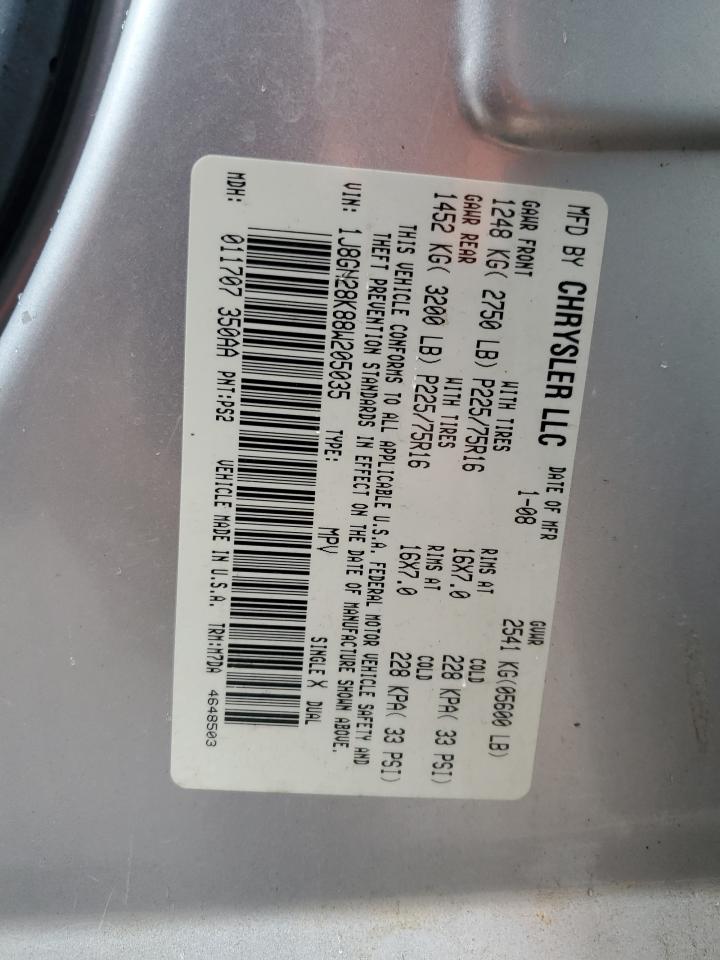 MFD BY CHRYSLER LLC DATE OF MFR GVWR
1-08 2541 KG(05600 LB)
GAWR FRONT WITH TIRES RIMS AT COLD
1248 KG( 2750 LB) P225/75R16 16X7.0 228 KPA( 33 PSI)
GAWR REAR WITH TIRES RIMS AT COLD
1452 KG( 3200 LB) P225/75R16 16X7.0 228 KPA( 33 PSI)
THIS VEHICLE CONFORMS TO ALL APPLICABLE U.S.A. FEDERAL MOTOR VEHICLE SAFETY AND
THEFT PREVENTION STANDARDS IN EFFECT ON THE DATE OF MANUFACTURE SHOWN ABOVE.
VIN: 1J8GN28K88W205035 TYPE: MPV SINGLE X DUAL
MDH: 011707 350AA PNT:PS2 VEHICLE MADE IN U.S.A. TRM:M7DA 4648503